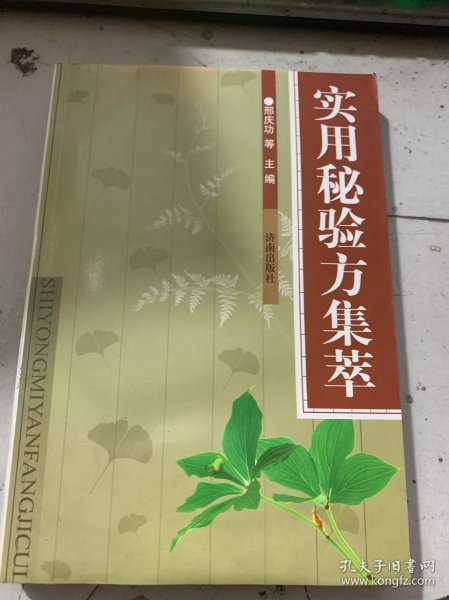 实用秘验方集萃
●邢庆功 等 主编
济南出版社
SHIYONGMIYANFANGJICUI
孔夫子旧书网
www.kongfz.com